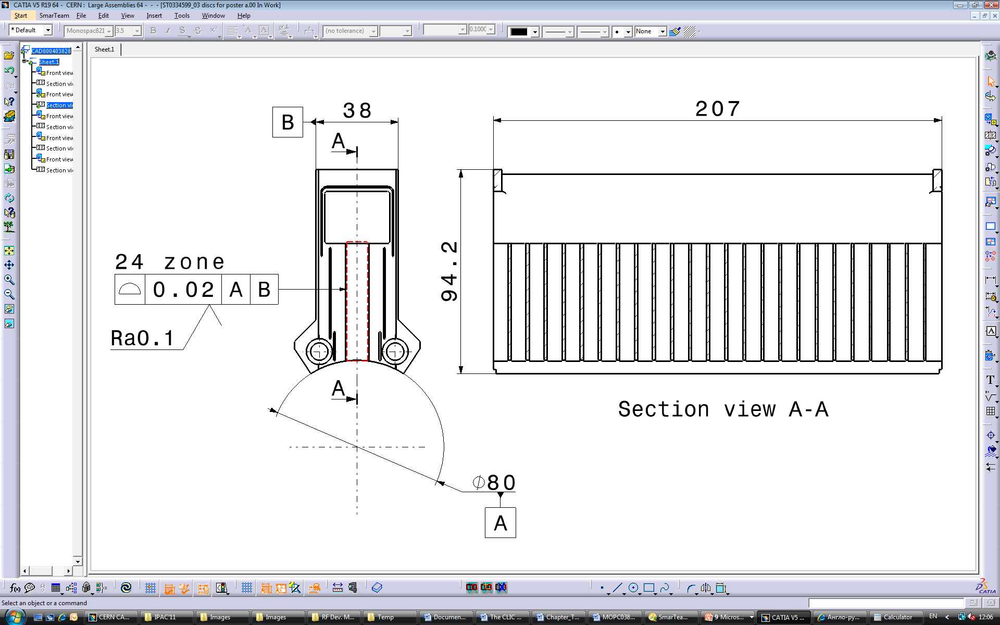 CATIA V5 R19 64 - CERN : Large Assemblies 64 - - - [ST0334599_03 discs for poster a.00 In Work]
Start SmarTeam File Edit View Insert Tools Window Help
* Default Monospac821 3.5 (no tolerance) 0.100( None
CAD000403828
Sheet.1
Front view
Section vi
Front view
Section vi
Front view
Section vi
Front view
Section vi
Front view
Section vi
Sheet.1
B 38
A
207
94.2
24 zone
0.02 A B
Ra0.1
A
Section view A-A
Ø80
A
Select an object or a command
CATIA
CERN CA... IPAC'11 Images Images RF Dev. M... Temp Documen... The CLIC ... Chapter_T... MOPC038... SmarTea... 9 Micros... CATIA V5 ... Англо-ру... Calculator EN 12:06